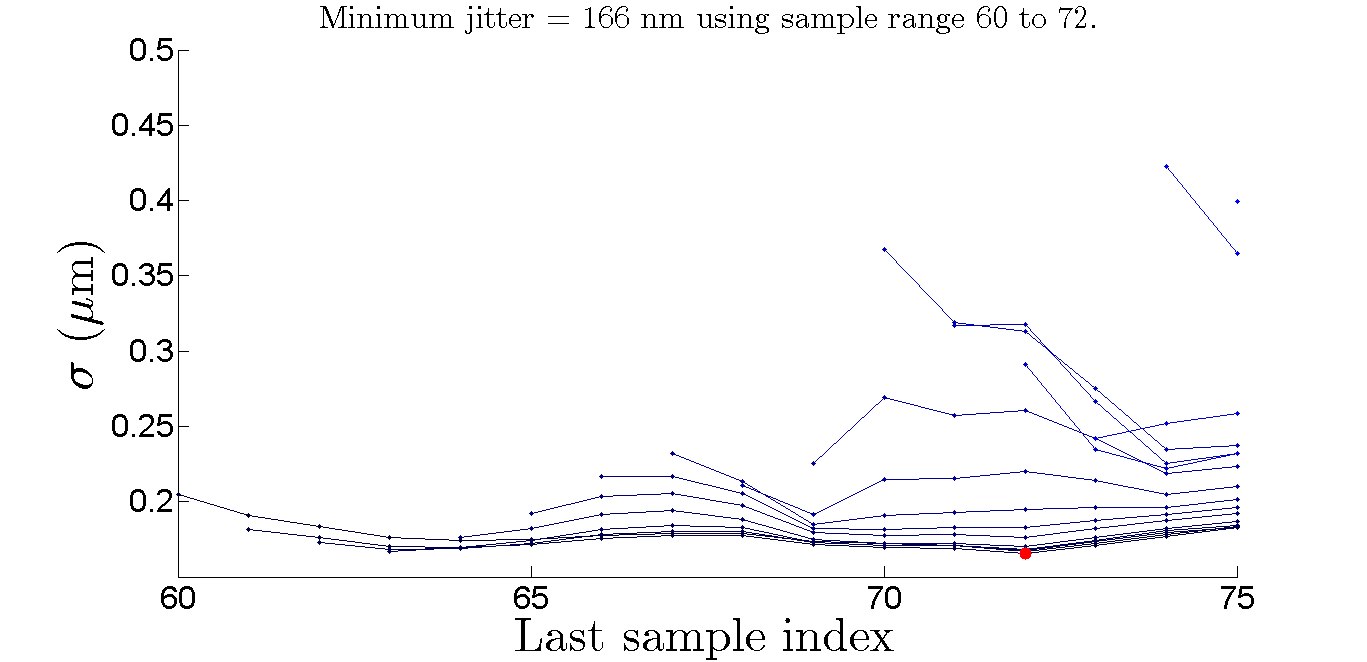 Minimum jitter = 166 nm using sample range 60 to 72.
0.5
0.45
0.4
0.35
0.3
0.25
0.2
σ (μm)
60 65 70 75
Last sample index